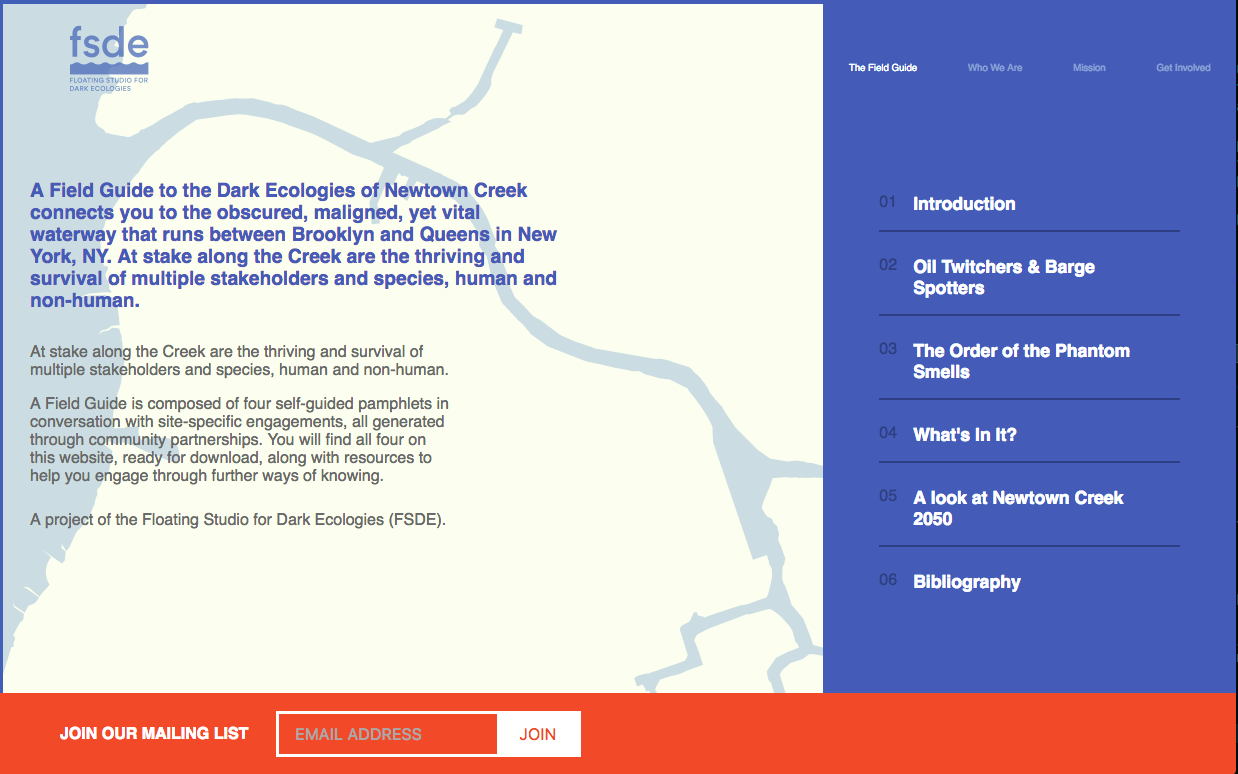 fsde
FLOATING STUDIO FOR
DARK ECOLOGIES
The Field Guide
Who We Are
Mission
Get Involved
A Field Guide to the Dark Ecologies of Newtown Creek
connects you to the obscured, maligned, yet vital
waterway that runs between Brooklyn and Queens in New
York, NY. At stake along the Creek are the thriving and
survival of multiple stakeholders and species, human and
non-human.
At stake along the Creek are the thriving and survival of
multiple stakeholders and species, human and non-human.
A Field Guide is composed of four self-guided pamphlets in
conversation with site-specific engagements, all generated
through community partnerships. You will find all four on
this website, ready for download, along with resources to
help you engage through further ways of knowing.
A project of the Floating Studio for Dark Ecologies (FSDE).
01 Introduction
02 Oil Twitchers & Barge
Spotters
03 The Order of the Phantom
Smells
04 What's In It?
05 A look at Newtown Creek
2050
06 Bibliography
JOIN OUR MAILING LIST
EMAIL ADDRESS
JOIN